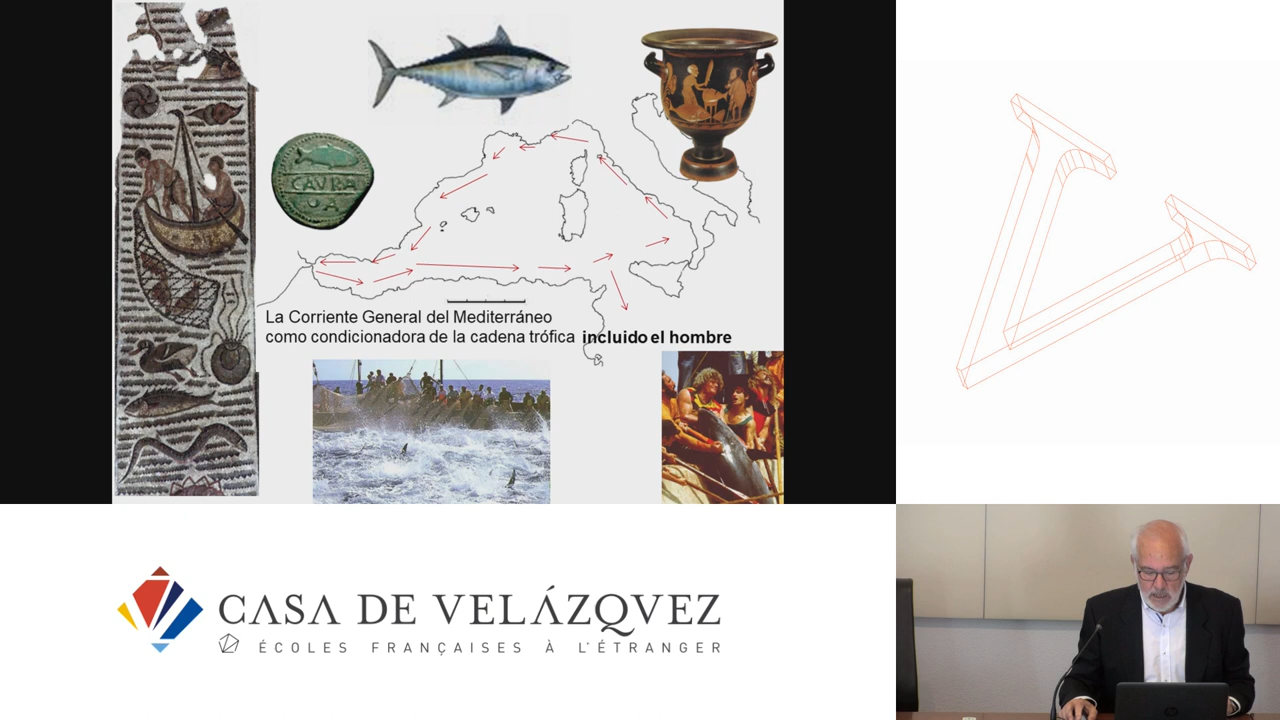 CAVRA
La Corriente General del Mediterráneo
como condicionadora de la cadena trófica incluido el hombre
CASA DE VELÁZQVEZ
ÉCOLES FRANÇAISES À L'ÉTRANGER